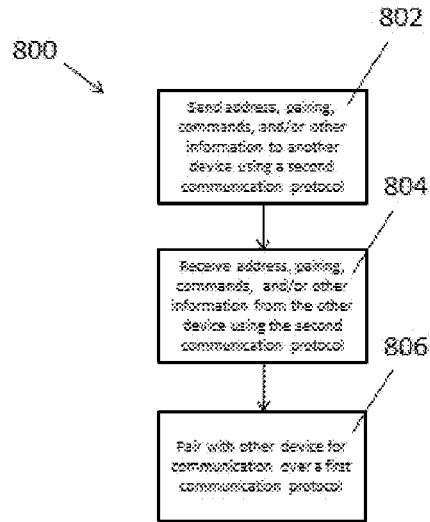 802
800
Send address, pairing,
commands, and/or other
information to another
device using a second
communication protocol
804
Receive address, pairing,
commands, and/or other
information from the other
device using the second
communication protocol
806
Pair with other device for
communication over a first
communication protocol